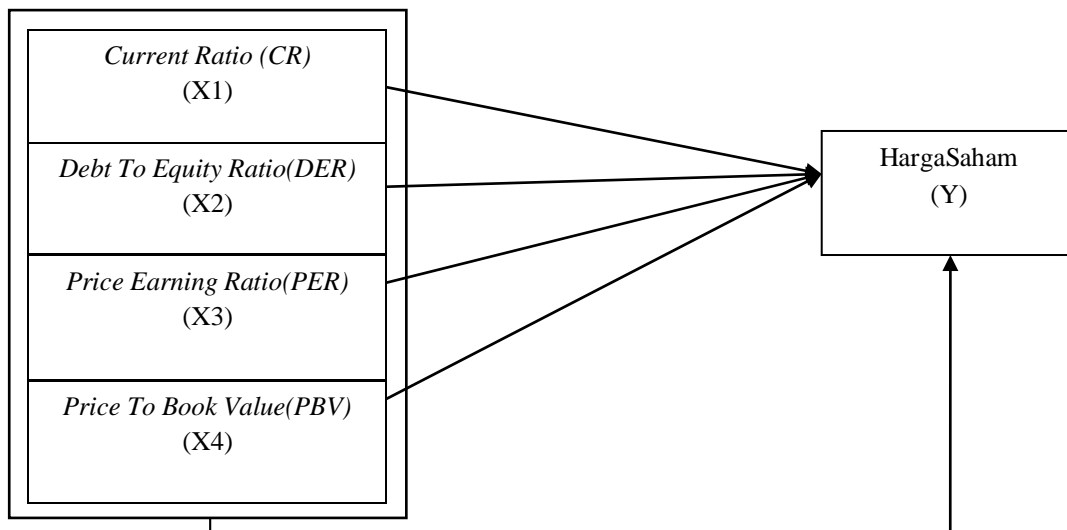 Current Ratio (CR)
(X1)
Debt To Equity Ratio(DER)
(X2)
Price Earning Ratio(PER)
(X3)
Price To Book Value(PBV)
(X4)
HargaSaham
(Y)